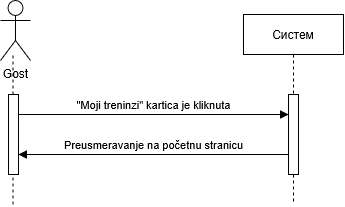 Систем
Gost
"Moji treninzi" kartica je kliknuta
Preusmeravanje na početnu stranicu